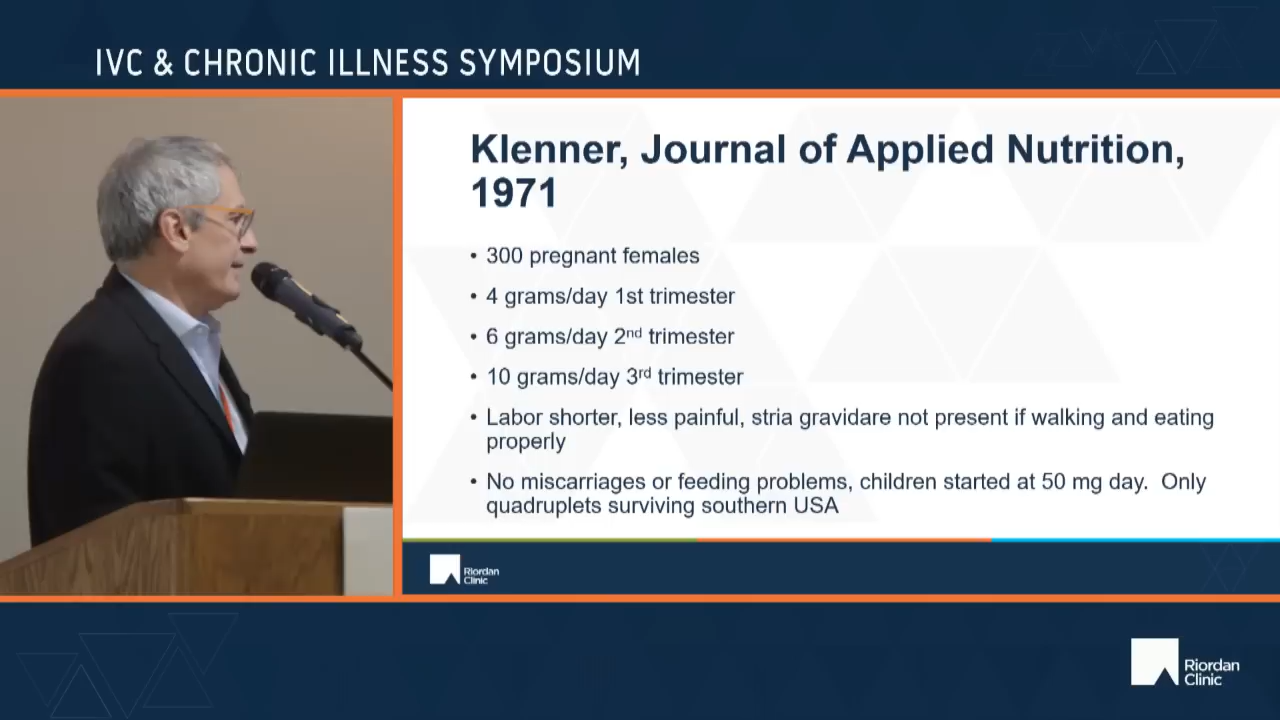 IVC & CHRONIC ILLNESS SYMPOSIUM
Klenner, Journal of Applied Nutrition,
1971
• 300 pregnant females
• 4 grams/day 1st trimester
• 6 grams/day 2nd trimester
• 10 grams/day 3rd trimester
• Labor shorter, less painful, stria gravidare not present if walking and eating
properly
• No miscarriages or feeding problems, children started at 50 mg day. Only
quadruplets surviving southern USA
Riordan
Clinic
Riordan
Clinic